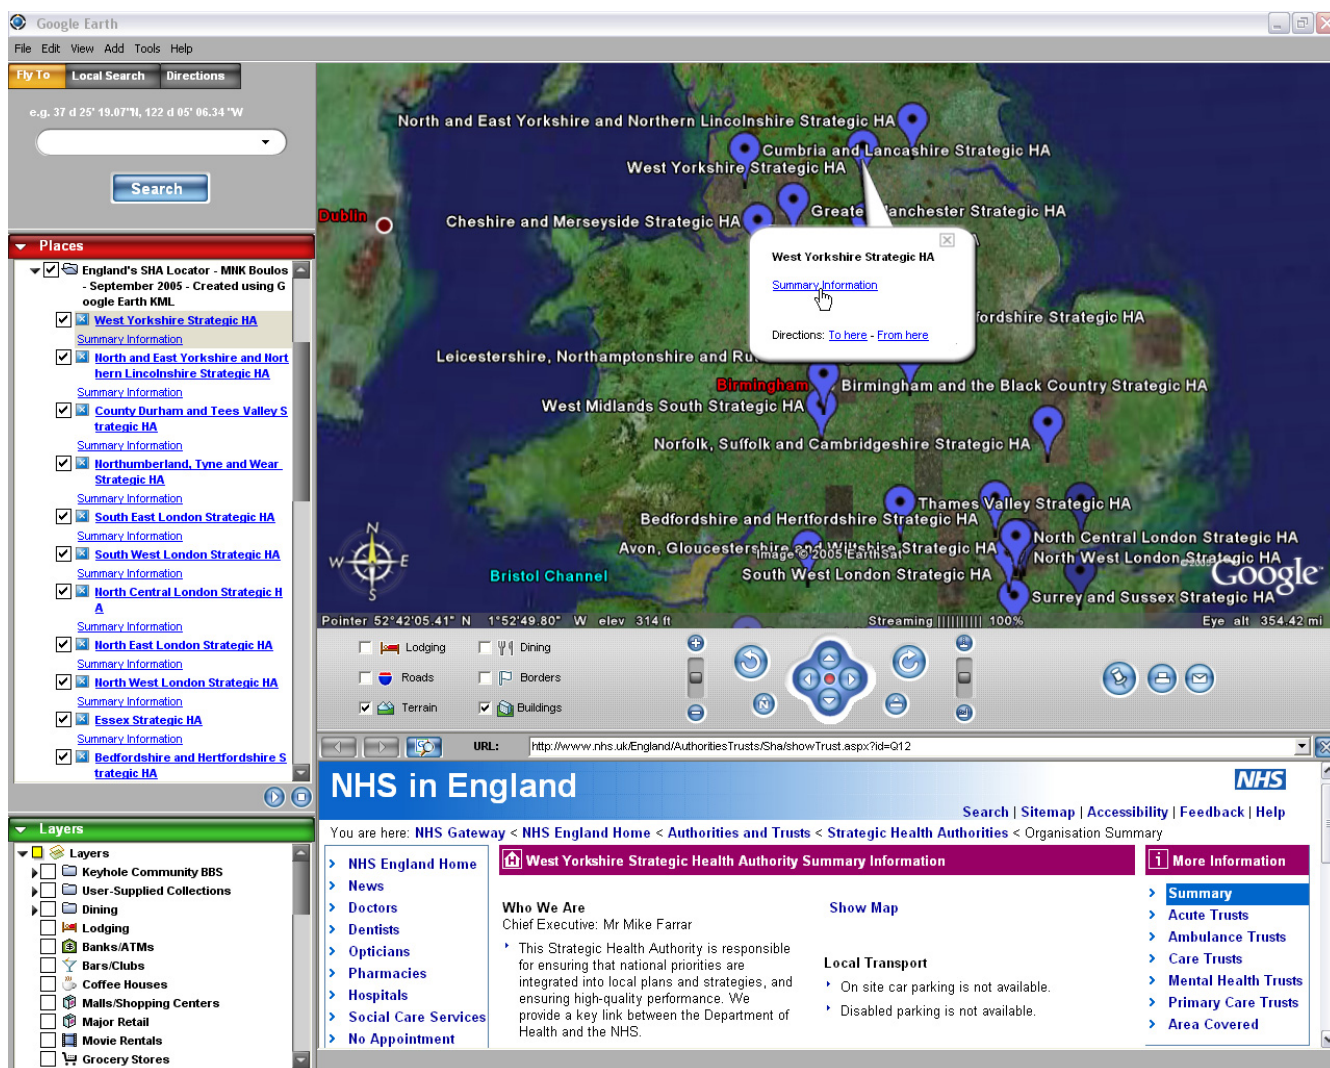 Google Earth
File Edit View Add Tools Help
Fly To Local Search Directions
e.g. 37 d 25' 19.07"N, 122 d 05' 06.34 "W
Search
Places
England's SHA Locator - MNK Boulos
- September 2005 - Created using G
oogle Earth KML
West Yorkshire Strategic HA
Summary Information
North and East Yorkshire and Nort
hern Lincolnshire Strategic HA
Summary Information
County Durham and Tees Valley S
trategic HA
Summary Information
Northumberland, Tyne and Wear
Strategic HA
Summary Information
South East London Strategic HA
Summary Information
South West London Strategic HA
Summary Information
North Central London Strategic H
A
Summary Information
North East London Strategic HA
Summary Information
North West London Strategic HA
Summary Information
Essex Strategic HA
Summary Information
Bedfordshire and Hertfordshire S
trategic HA
Layers
Layers
Keyhole Community BBS
User-Supplied Collections
Dining
Lodging
Banks/ATMs
Bars/Clubs
Coffee Houses
Malls/Shopping Centers
Major Retail
Movie Rentals
Grocery Stores
North and East Yorkshire and Northern Lincolnshire Strategic HA
Cumbria and Lancashire Strategic HA
West Yorkshire Strategic HA
Dublin
Cheshire and Merseyside Strategic HA
Greate Manchester Strategic HA
West Yorkshire Strategic HA
Summary Information
Directions: To here - From here
fordshire Strategic HA
Leicestershire, Northamptonshire and Ru
Birmingham
Birmingham and the Black Country Strategic HA
West Midlands South Strategic HA
Norfolk, Suffolk and Cambridgeshire Strategic HA
Thames Valley Strategic HA
Bedfordshire and Hertfordshire Strategic HA
North Central London Strategic HA
Avon, Gloucestershire and Wiltshire Strategic HA
Image © 2005 EarthSat
North West London Strategic HA
Bristol Channel
South West London Strategic HA
Google
Surrey and Sussex Strategic HA
N
W E
S
Pointer 52°42'05.41" N 1°52'49.80" W elev 314 ft Streaming |||||||||| 100% Eye alt 354.42 mi
Lodging Dining
Roads Borders
Terrain Buildings
N
URL: http://www.nhs.uk/England/AuthoritiesTrusts/Sha/showTrust.aspx?id=Q12
NHS in England
NHS
Search | Sitemap | Accessibility | Feedback | Help
You are here: NHS Gateway < NHS England Home < Authorities and Trusts < Strategic Health Authorities < Organisation Summary
NHS England Home
News
Doctors
Dentists
Opticians
Pharmacies
Hospitals
Social Care Services
No Appointment
West Yorkshire Strategic Health Authority Summary Information
Who We Are
Chief Executive: Mr Mike Farrar
This Strategic Health Authority is responsible
for ensuring that national priorities are
integrated into local plans and strategies, and
ensuring high-quality performance. We
provide a key link between the Department of
Health and the NHS.
Show Map
Local Transport
On site car parking is not available.
Disabled parking is not available.
i More Information
Summary
Acute Trusts
Ambulance Trusts
Care Trusts
Mental Health Trusts
Primary Care Trusts
Area Covered